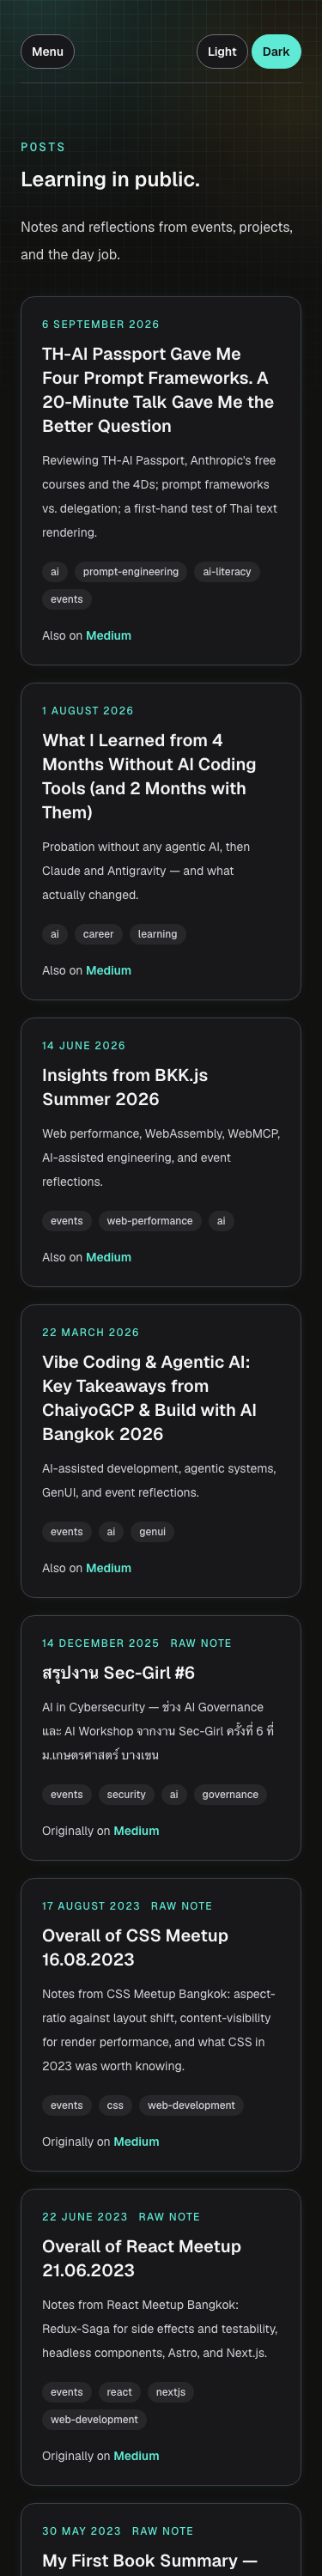 Menu
Light
Dark
POSTS
Learning in public.
Notes and reflections from events, projects,
and the day job.
6 SEPTEMBER 2026
TH-AI Passport Gave Me
Four Prompt Frameworks. A
20-Minute Talk Gave Me the
Better Question
Reviewing TH-AI Passport, Anthropic's free
courses and the 4Ds; prompt frameworks
vs. delegation; a first-hand test of Thai text
rendering.
ai prompt-engineering ai-literacy
events
Also on Medium
1 AUGUST 2026
What I Learned from 4
Months Without AI Coding
Tools (and 2 Months with
Them)
Probation without any agentic AI, then
Claude and Antigravity — and what
actually changed.
ai career learning
Also on Medium
14 JUNE 2026
Insights from BKK.js
Summer 2026
Web performance, WebAssembly, WebMCP,
AI-assisted engineering, and event
reflections.
events web-performance ai
Also on Medium
22 MARCH 2026
Vibe Coding & Agentic AI:
Key Takeaways from
ChaiyoGCP & Build with AI
Bangkok 2026
AI-assisted development, agentic systems,
GenUI, and event reflections.
events ai genui
Also on Medium
14 DECEMBER 2025 RAW NOTE
สรุปงาน Sec-Girl #6
AI in Cybersecurity — ช่วง AI Governance
และ AI Workshop จากงาน Sec-Girl ครั้งที่ 6 ที่
ม.เกษตรศาสตร์ บางเขน
events security ai governance
Originally on Medium
17 AUGUST 2023 RAW NOTE
Overall of CSS Meetup
16.08.2023
Notes from CSS Meetup Bangkok: aspect-
ratio against layout shift, content-visibility
for render performance, and what CSS in
2023 was worth knowing.
events css web-development
Originally on Medium
22 JUNE 2023 RAW NOTE
Overall of React Meetup
21.06.2023
Notes from React Meetup Bangkok:
Redux-Saga for side effects and testability,
headless components, Astro, and Next.js.
events react nextjs
web-development
Originally on Medium
30 MAY 2023 RAW NOTE
My First Book Summary —